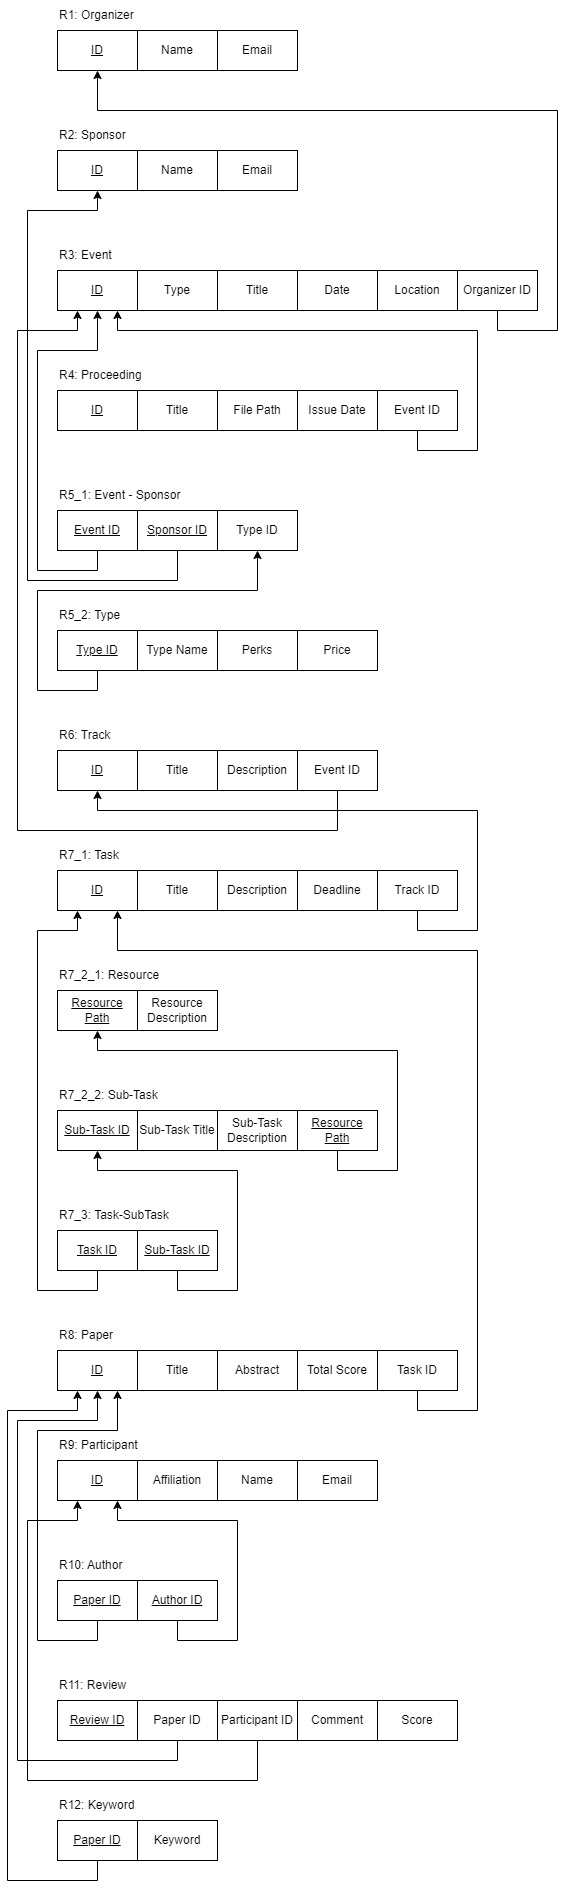 R1: Organizer
ID Name Email
R2: Sponsor
ID Name Email
R3: Event
ID Type Title Date Location Organizer ID
R4: Proceeding
ID Title File Path Issue Date Event ID
R5_1: Event - Sponsor
Event ID Sponsor ID Type ID
R5_2: Type
Type ID Type Name Perks Price
R6: Track
ID Title Description Event ID
R7_1: Task
ID Title Description Deadline Track ID
R7_2_1: Resource
Resource Path Resource Description
R7_2_2: Sub-Task
Sub-Task ID Sub-Task Title Sub-Task Description Resource Path
R7_3: Task-SubTask
Task ID Sub-Task ID
R8: Paper
ID Title Abstract Total Score Task ID
R9: Participant
ID Affiliation Name Email
R10: Author
Paper ID Author ID
R11: Review
Review ID Paper ID Participant ID Comment Score
R12: Keyword
Paper ID Keyword